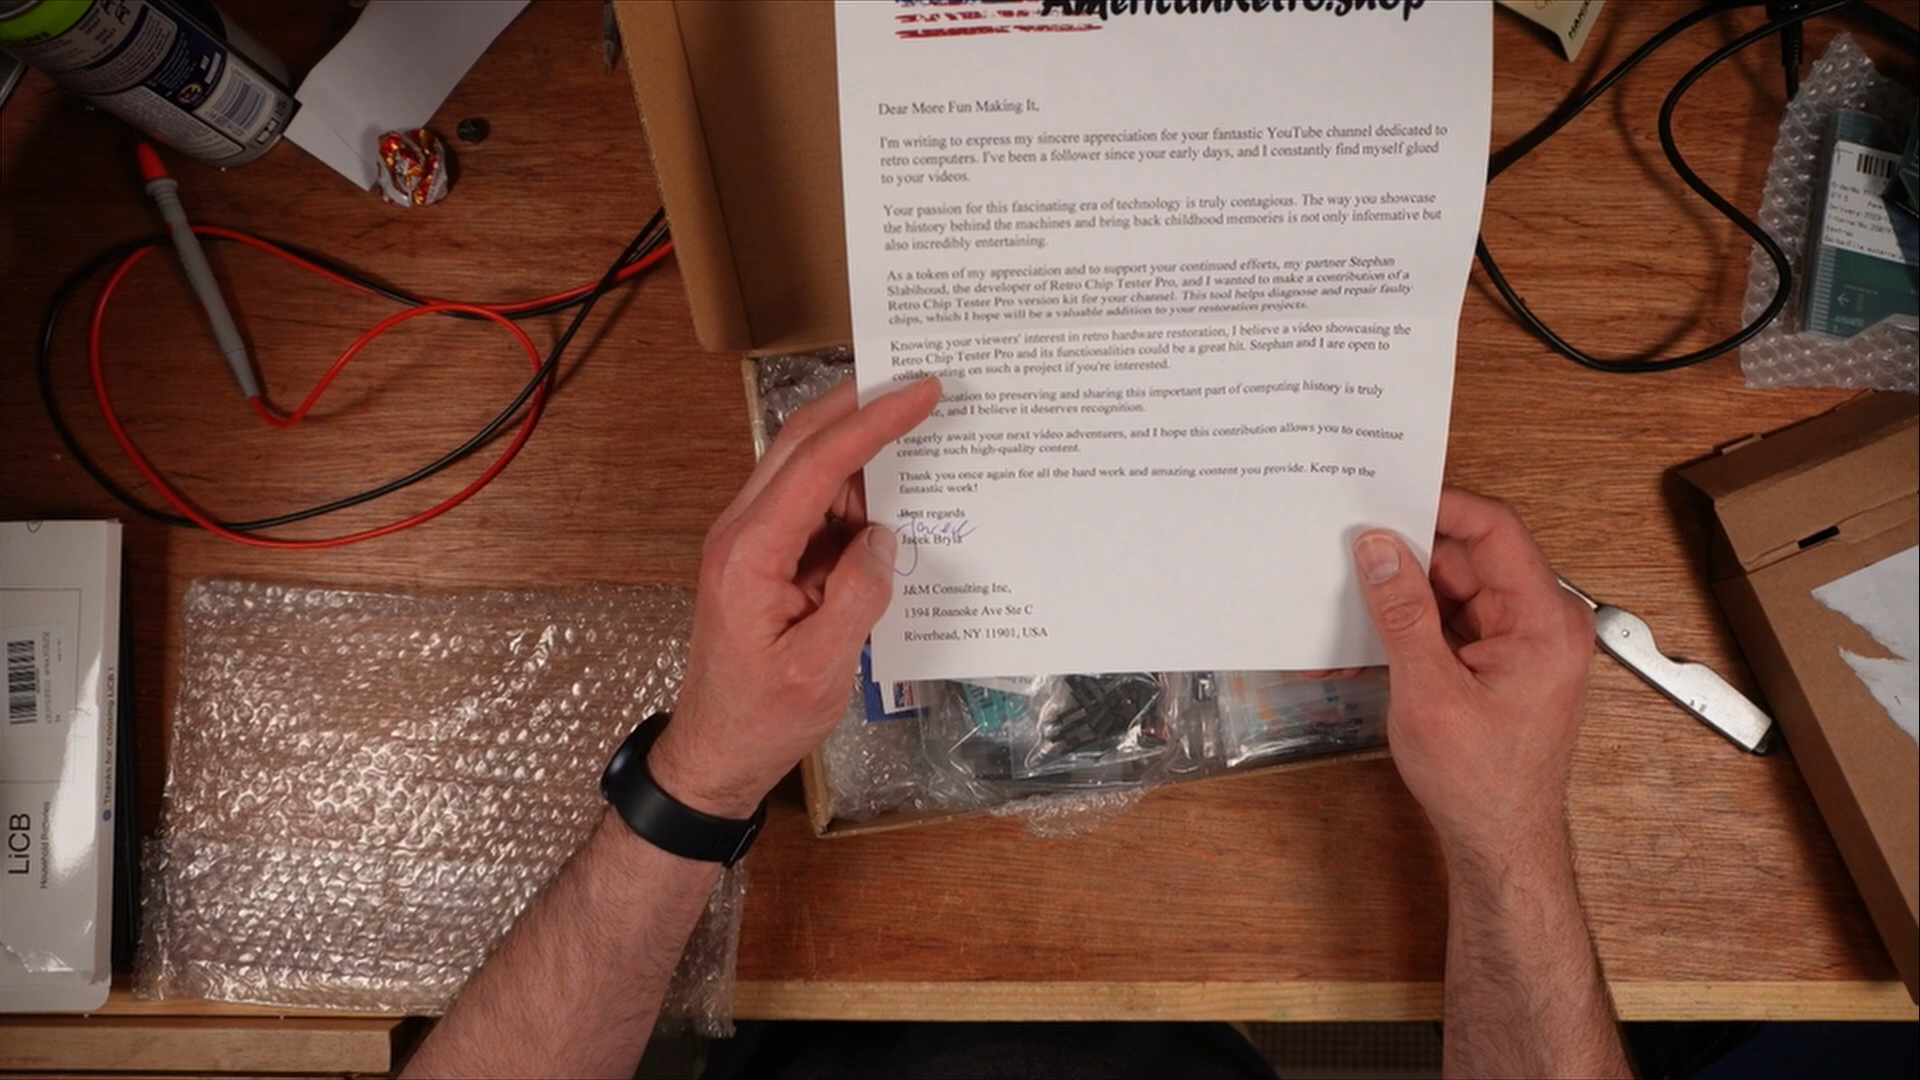 AmericanRetro.shop
Dear More Fun Making It,
I'm writing to express my sincere appreciation for your fantastic YouTube channel dedicated to
retro computers. I've been a follower since your early days, and I constantly find myself glued
to your videos.
Your passion for this fascinating era of technology is truly contagious. The way you showcase
the history behind the machines and bring back childhood memories is not only informative but
also incredibly entertaining.
As a token of my appreciation and to support your continued efforts, my partner Stephan
Slabihoud, the developer of Retro Chip Tester Pro, and I wanted to make a contribution of a
Retro Chip Tester Pro version kit for your channel. This tool helps diagnose and repair faulty
chips, which I hope will be a valuable addition to your restoration projects.
Knowing your viewers' interest in retro hardware restoration, I believe a video showcasing the
Retro Chip Tester Pro and its functionalities could be a great hit. Stephan and I are open to
collaborating on such a project if you're interested.
dication to preserving and sharing this important part of computing history is truly
and I believe it deserves recognition.
I eagerly await your next video adventures, and I hope this contribution allows you to continue
creating such high-quality content.
Thank you once again for all the hard work and amazing content you provide. Keep up the
fantastic work!
Best regards
Jacek Bryla
J&M Consulting Inc,
1394 Roanoke Ave Ste C
Riverhead, NY 11901, USA
LiCB
Household Batteries
Thanks for choosing LiCB !